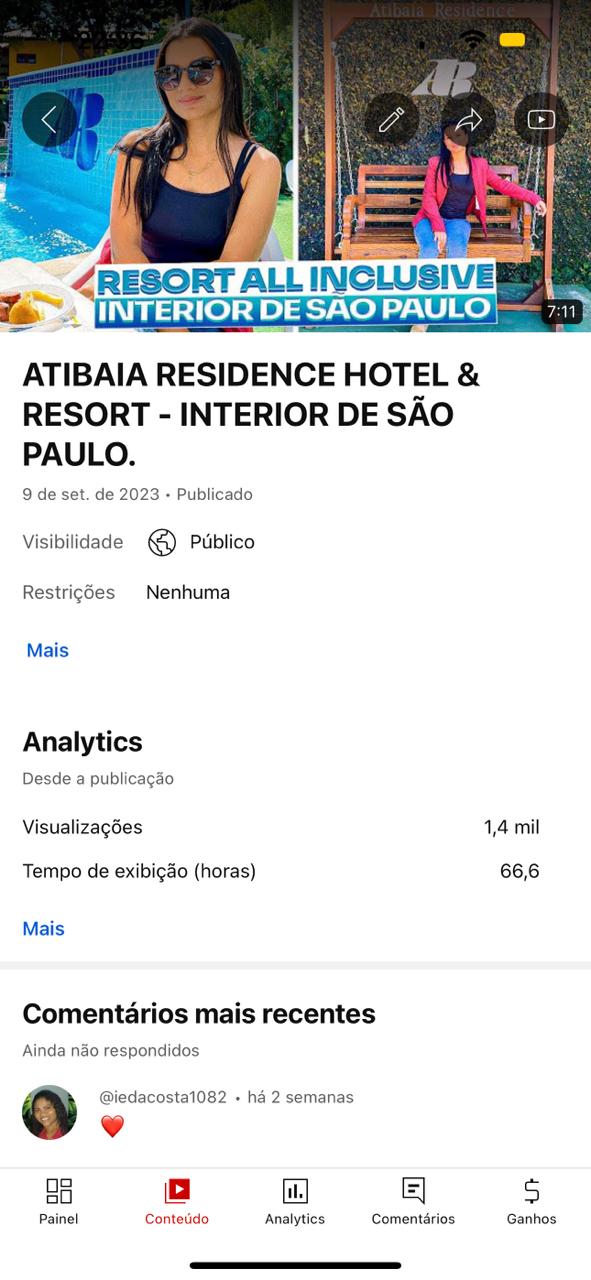 Atibaia Residence
AR
RESORT ALL INCLUSIVE
INTERIOR DE SÃO PAULO
7:11
ATIBAIA RESIDENCE HOTEL &
RESORT - INTERIOR DE SÃO
PAULO.
9 de set. de 2023 • Publicado
Visibilidade Público
Restrições Nenhuma
Mais
Analytics
Desde a publicação
Visualizações 1,4 mil
Tempo de exibição (horas) 66,6
Mais
Comentários mais recentes
Ainda não respondidos
@iedacosta1082 • há 2 semanas
❤️
Painel Conteúdo Analytics Comentários Ganhos